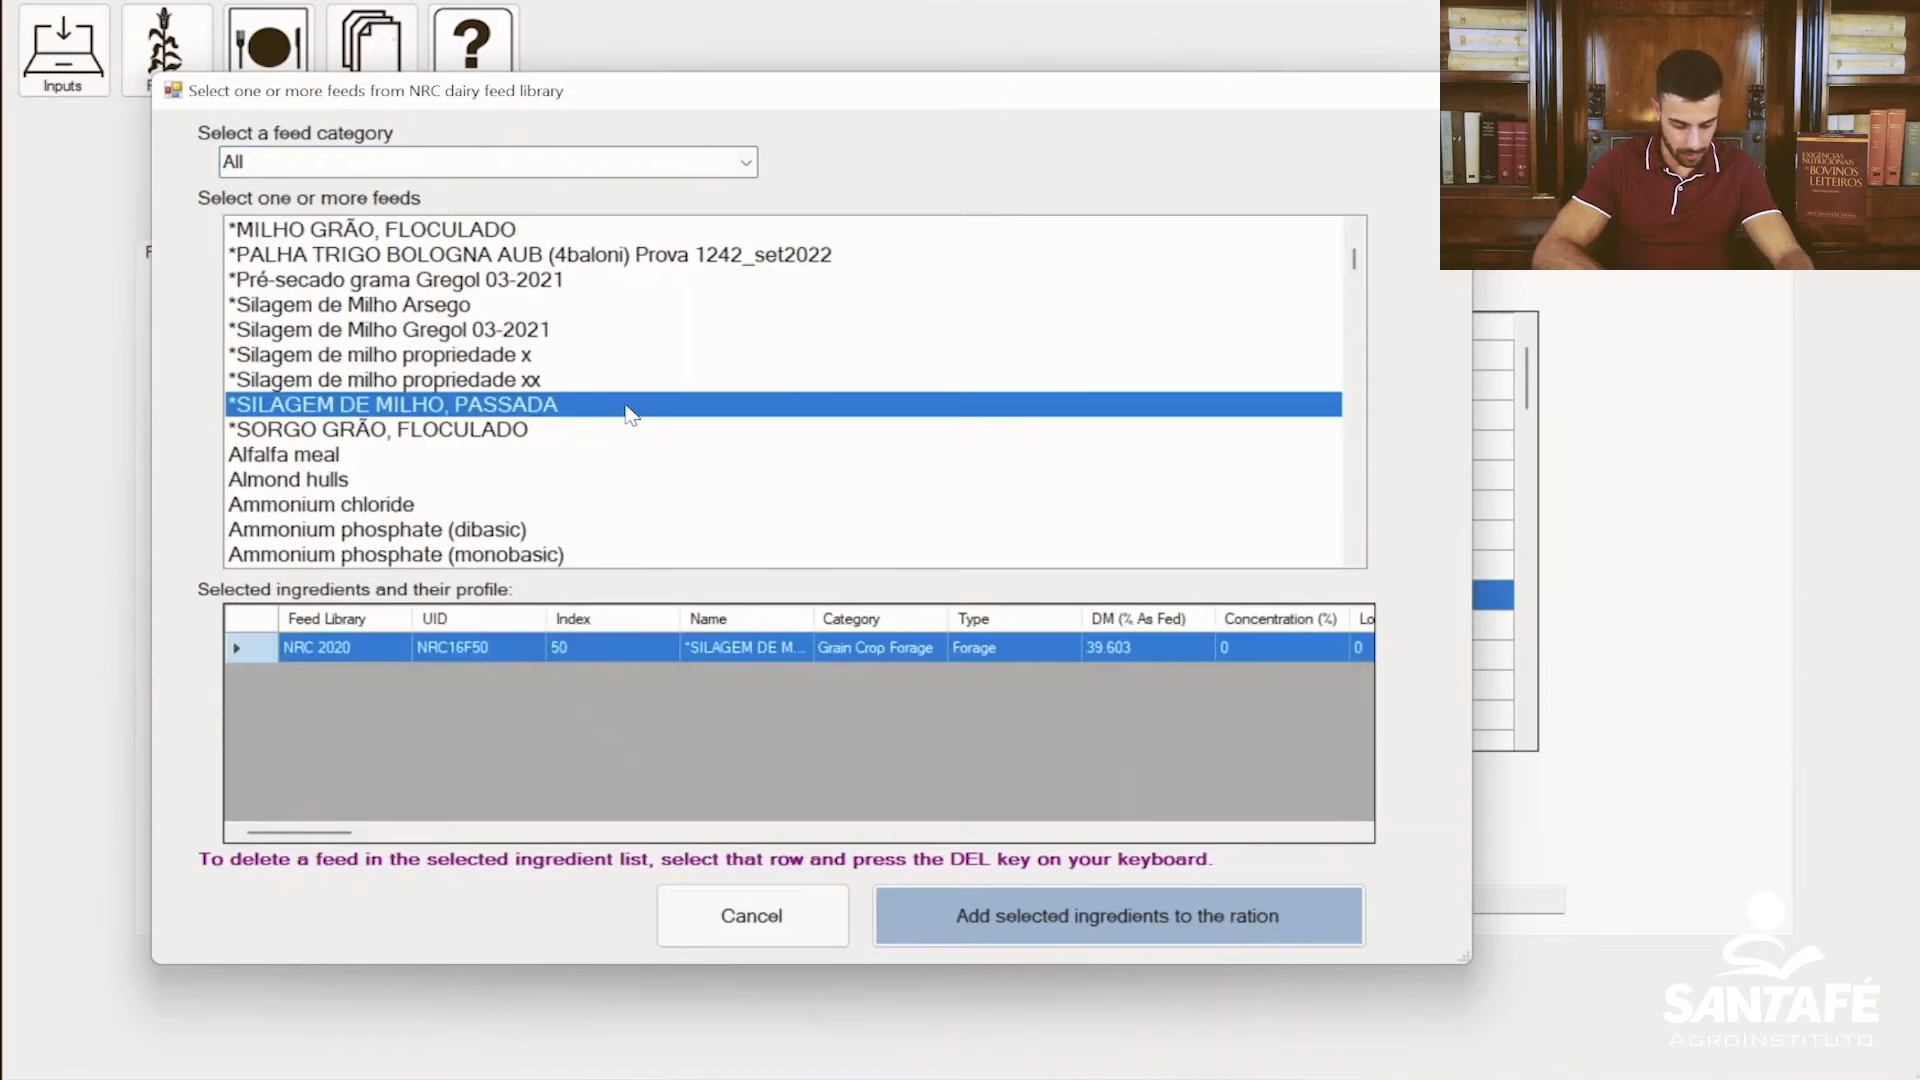 Inputs
Select one or more feeds from NRC dairy feed library
Select a feed category
All
Select one or more feeds
*MILHO GRÃO, FLOCULADO
*PALHA TRIGO BOLOGNA AUB (4baloni) Prova 1242_set2022
*Pré-secado grama Gregol 03-2021
*Silagem de Milho Arsego
*Silagem de Milho Gregol 03-2021
*Silagem de milho propriedade x
*Silagem de milho propriedade xx
*SILAGEM DE MILHO, PASSADA
*SORGO GRÃO, FLOCULADO
Alfalfa meal
Almond hulls
Ammonium chloride
Ammonium phosphate (dibasic)
Ammonium phosphate (monobasic)
Selected ingredients and their profile:
Feed Library UID Index Name Category Type DM (% As Fed) Concentration (%) Lo
NRC 2020 NRC16F50 50 *SILAGEM DE M... Grain Crop Forage Forage 39.603 0 0
To delete a feed in the selected ingredient list, select that row and press the DEL key on your keyboard.
Cancel Add selected ingredients to the ration
EXIGÊNCIAS
NUTRICIONAIS
DE BOVINOS
LEITEIROS
SANTAFÉ
AGROINSTITUTO